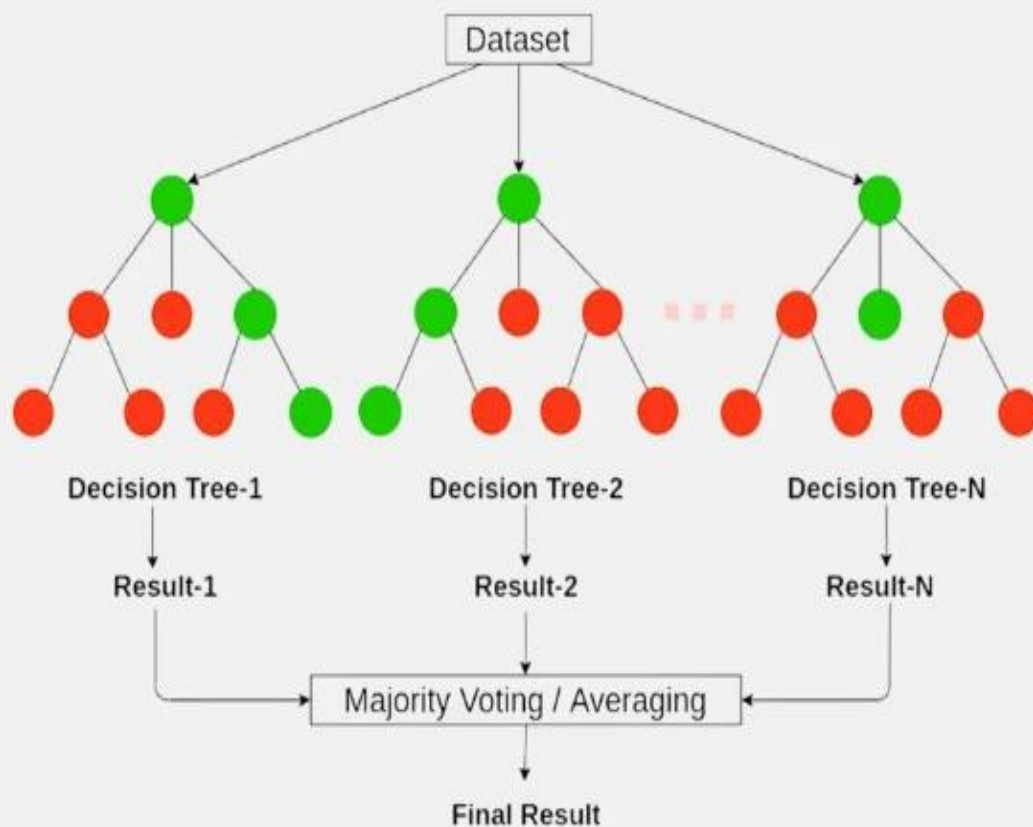 Dataset
Decision Tree-1
Decision Tree-2
Decision Tree-N
Result-1
Result-2
Result-N
Majority Voting / Averaging
Final Result